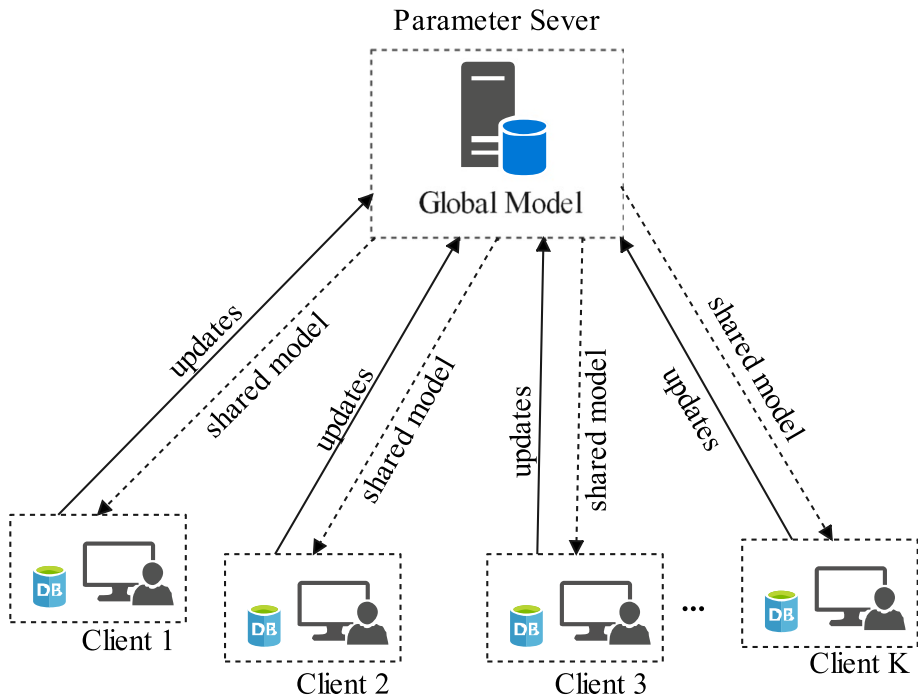 Parameter Sever
Global Model
updates
shared model
updates
shared model
updates
shared model
updates
shared model
DB
Client 1
DB
Client 2
DB
Client 3
...
DB
Client K